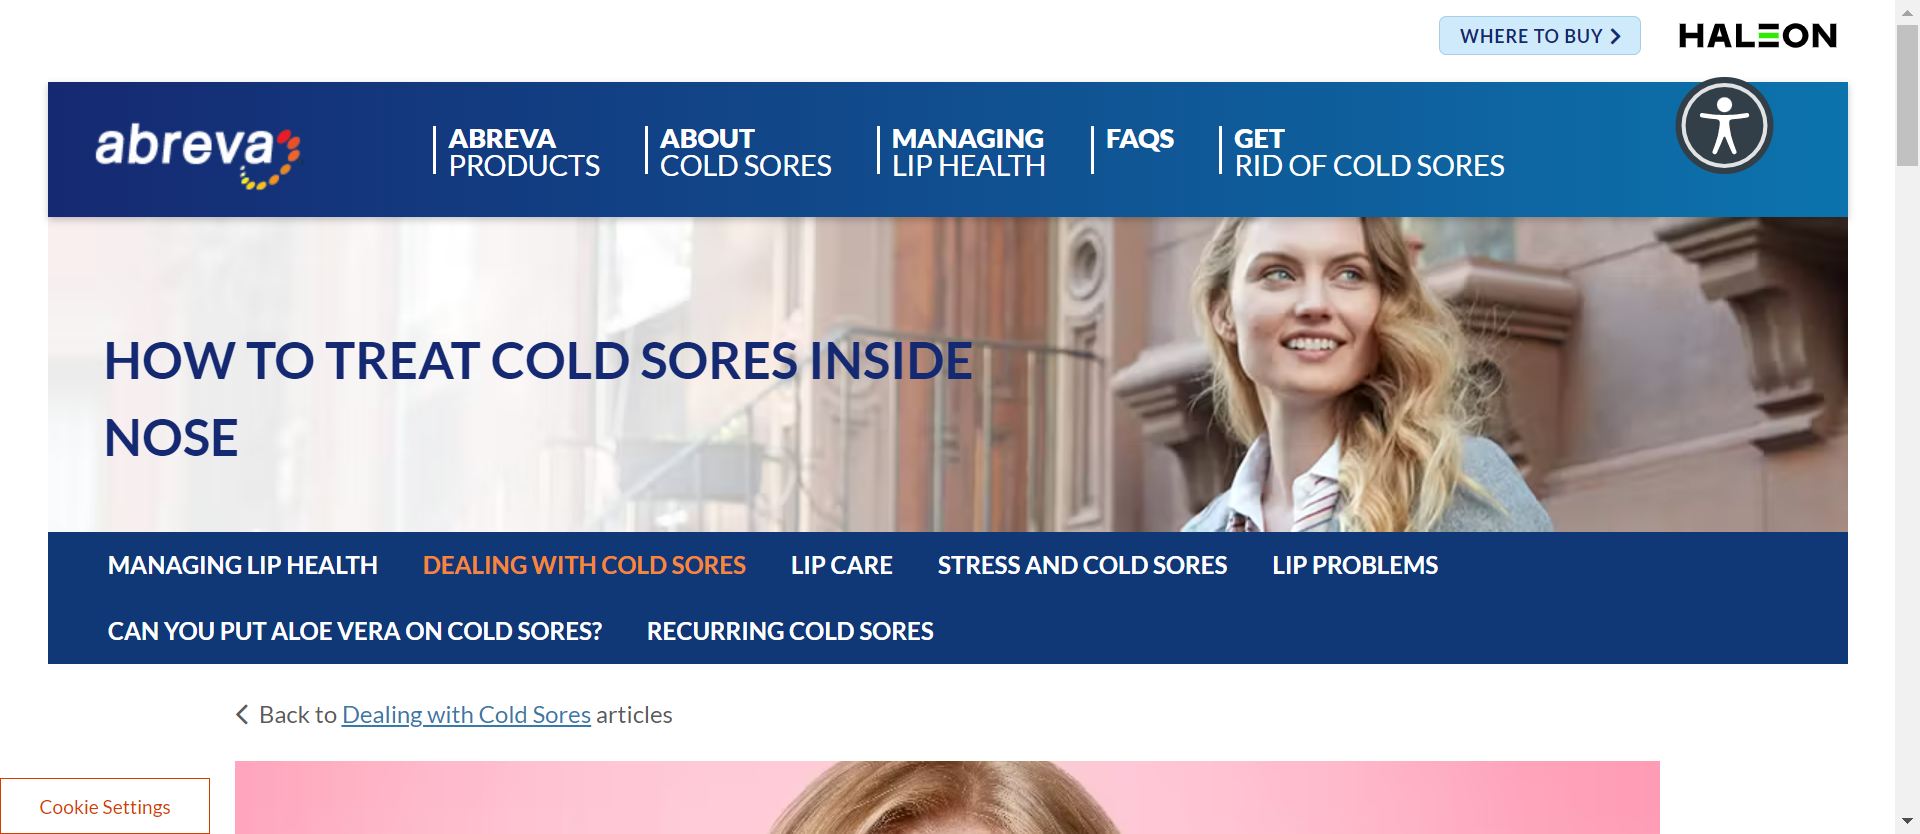 WHERE TO BUY
HALEON
abreva
ABREVA
PRODUCTS
ABOUT
COLD SORES
MANAGING
LIP HEALTH
FAQS
GET
RID OF COLD SORES
HOW TO TREAT COLD SORES INSIDE
NOSE
MANAGING LIP HEALTH
DEALING WITH COLD SORES
LIP CARE
STRESS AND COLD SORES
LIP PROBLEMS
CAN YOU PUT ALOE VERA ON COLD SORES?
RECURRING COLD SORES
Back to Dealing with Cold Sores articles
Cookie Settings